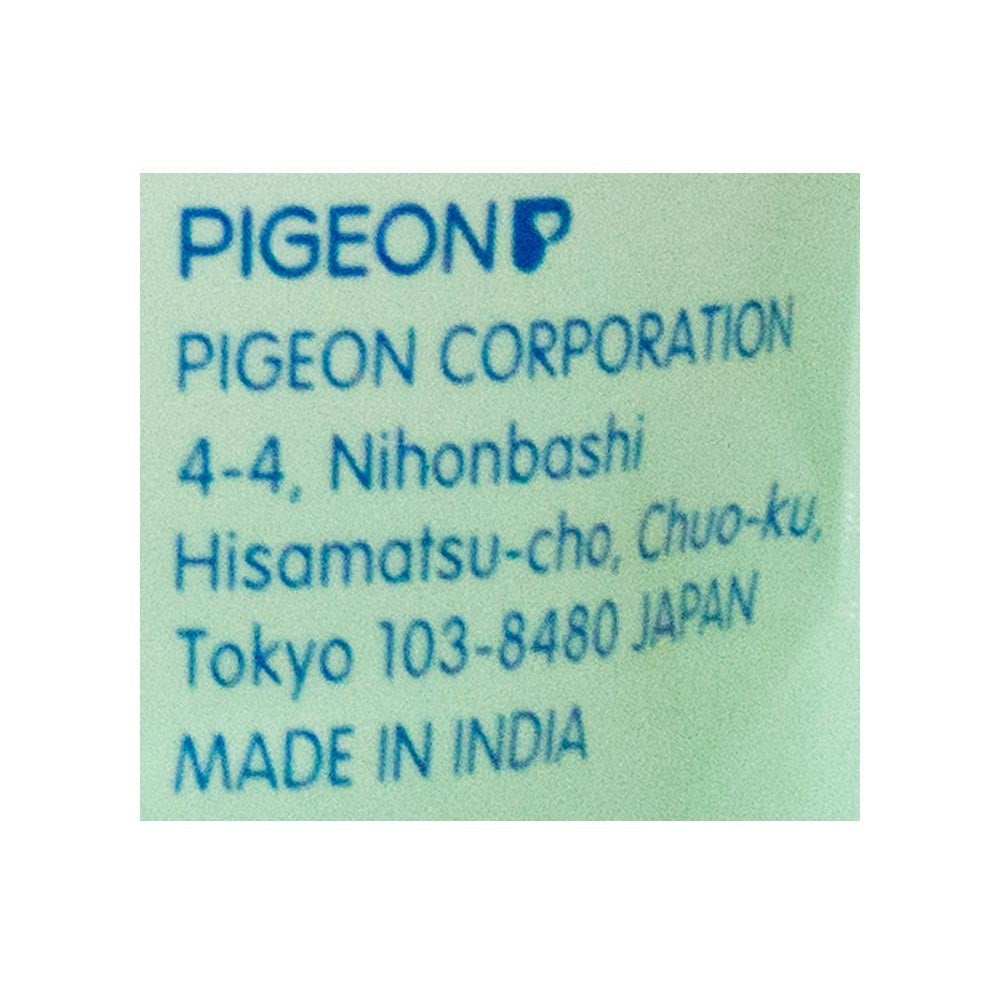 PIGEON
PIGEON CORPORATION
4-4, Nihonbashi
Hisamatsu-cho, Chuo-ku,
Tokyo 103-8480 JAPAN
MADE IN INDIA